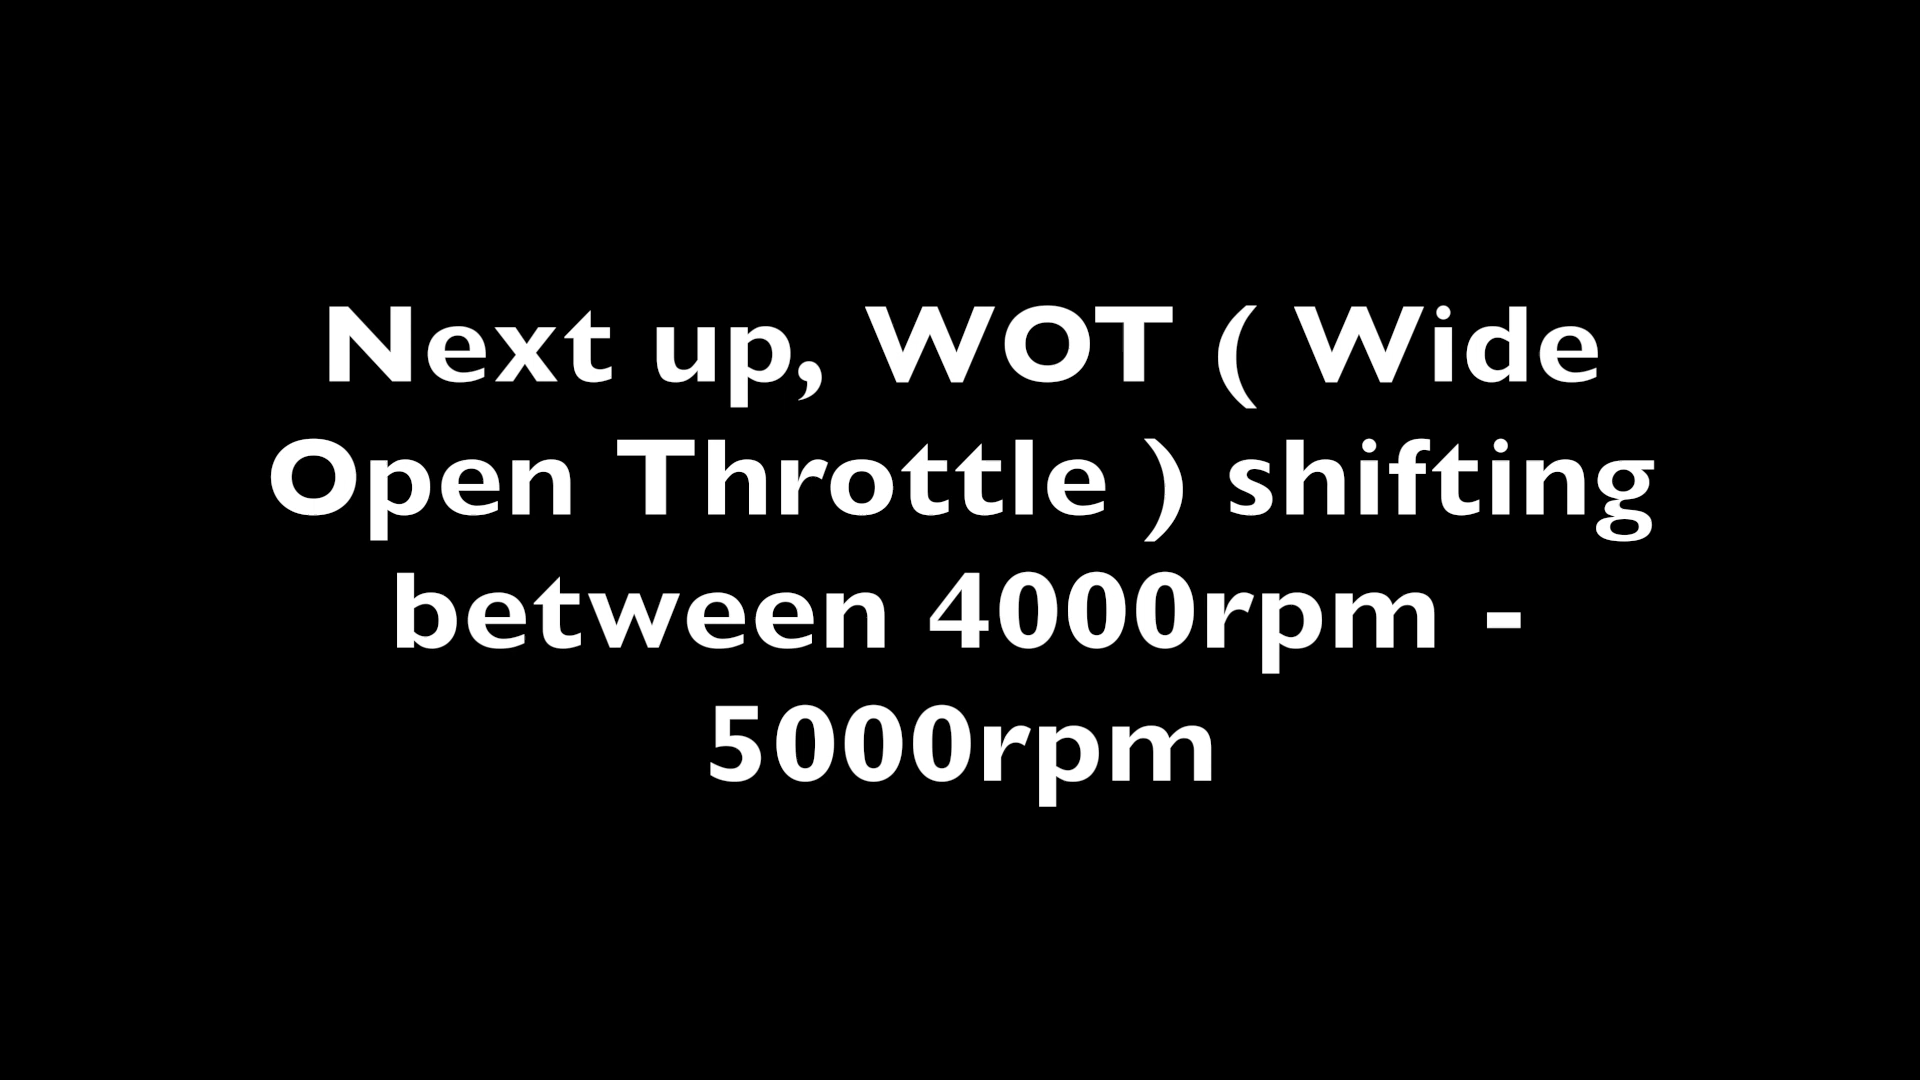 Next up, WOT ( Wide
Open Throttle ) shifting
between 4000rpm -
5000rpm